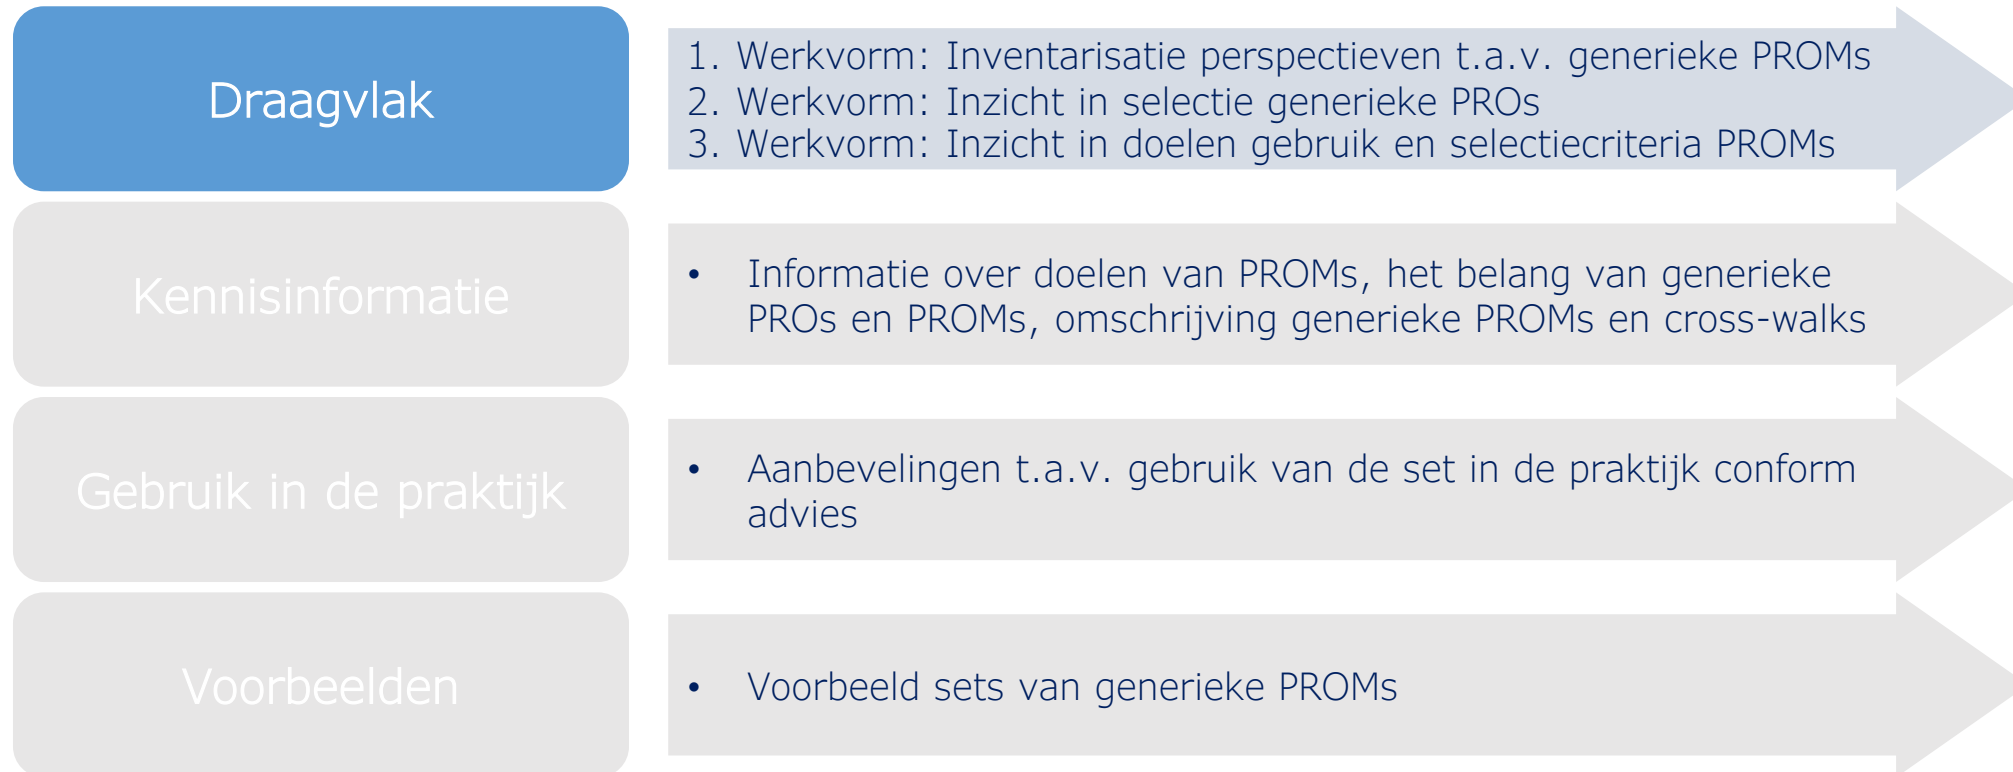 Draagvlak
1. Werkvorm: Inventarisatie perspectieven t.a.v. generieke PROMs
2. Werkvorm: Inzicht in selectie generieke PROs
3. Werkvorm: Inzicht in doelen gebruik en selectiecriteria PROMs
Kennisinformatie
• Informatie over doelen van PROMs, het belang van generieke
PROs en PROMs, omschrijving generieke PROMs en cross-walks
Gebruik in de praktijk
• Aanbevelingen t.a.v. gebruik van de set in de praktijk conform
advies
Voorbeelden
• Voorbeeld sets van generieke PROMs